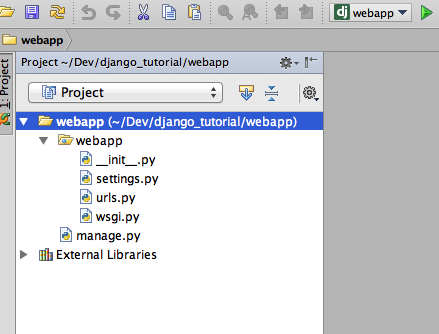 dj webapp
webapp
1: Project
Project ~/Dev/django_tutorial/webapp
Project
webapp (~/Dev/django_tutorial/webapp)
webapp
__init__.py
settings.py
urls.py
wsgi.py
manage.py
External Libraries